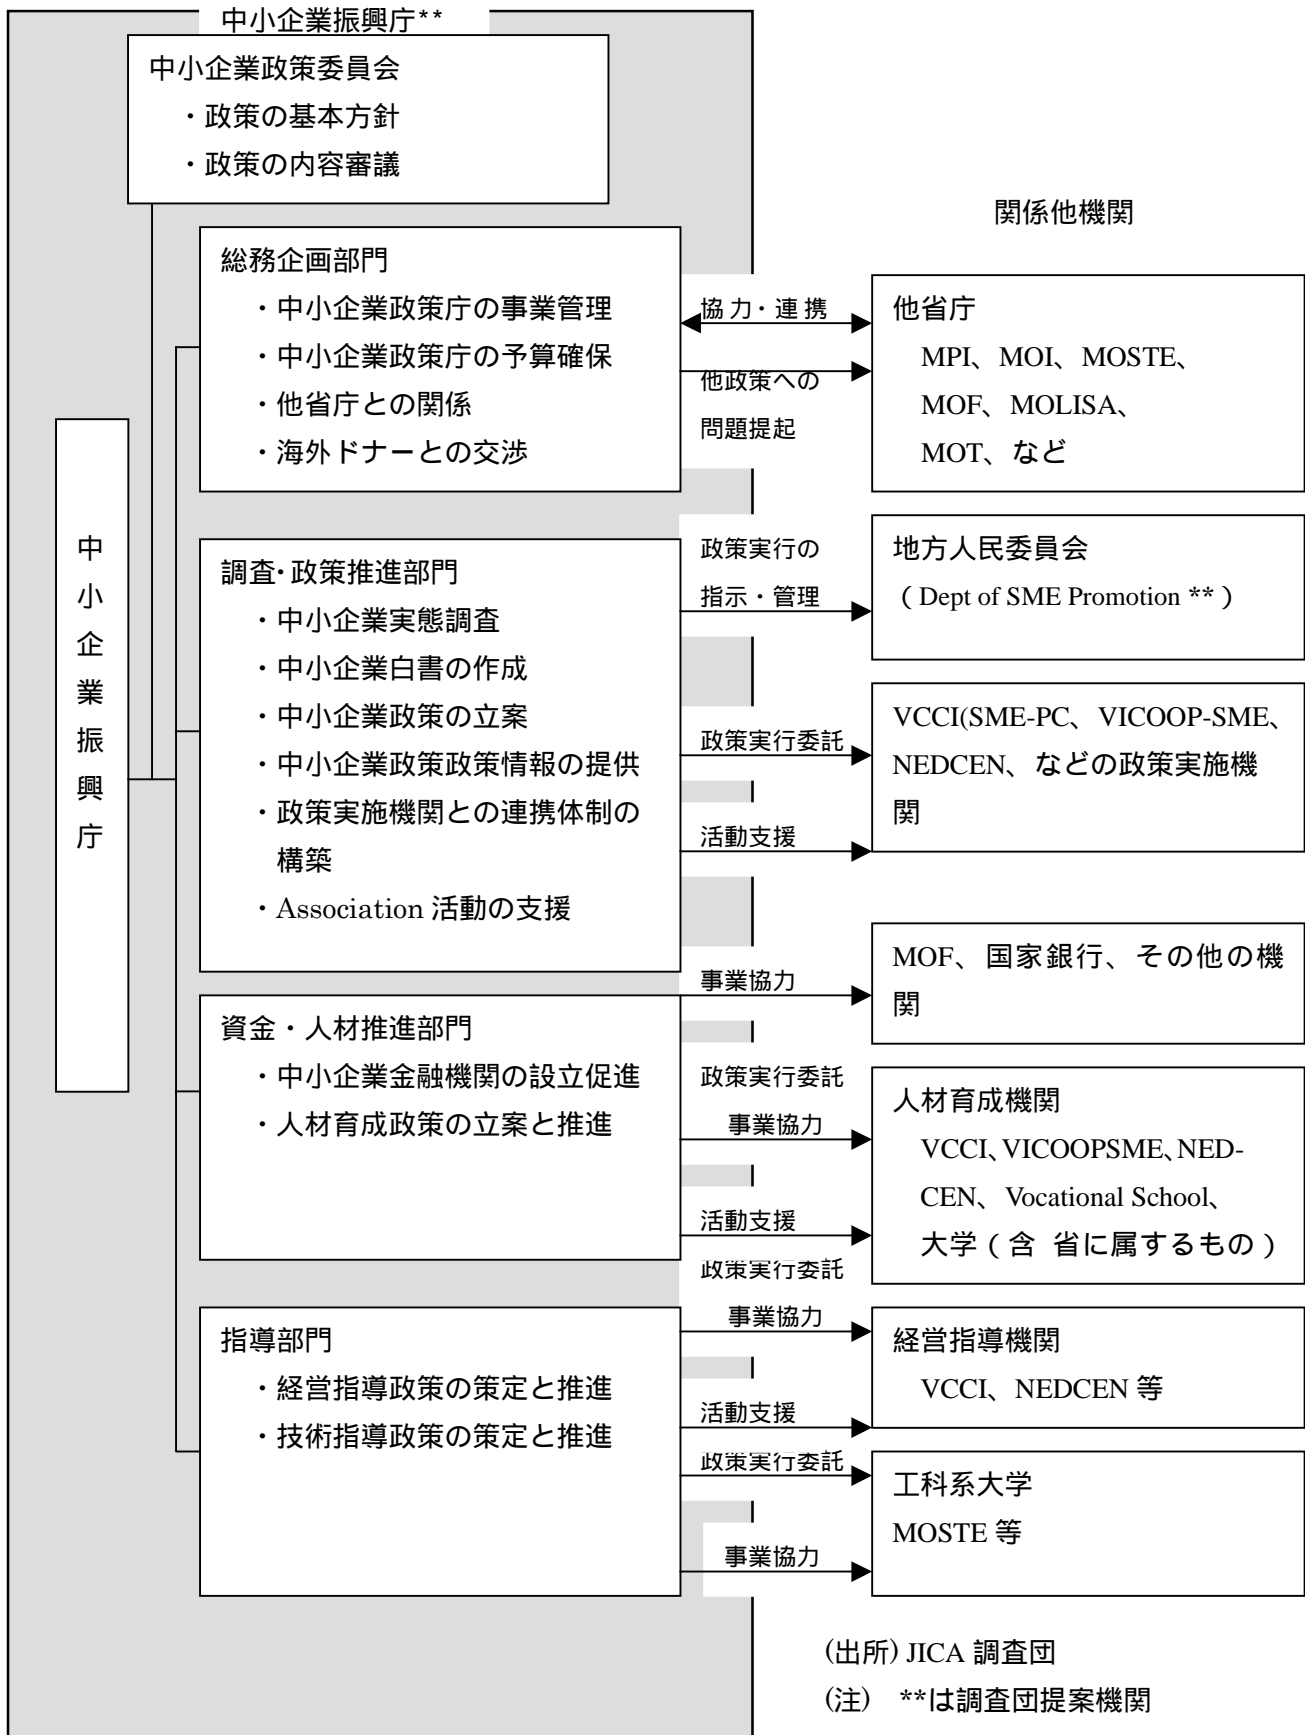 中小企業振興庁**
中小企業政策委員会
・政策の基本方針
・政策の内容審議
関係他機関
中小企業振興庁
総務企画部門
・中小企業政策庁の事業管理
・中小企業政策庁の予算確保
・他省庁との関係
・海外ドナーとの交渉
協力・連携
他政策への
問題提起
他省庁
MPI、MOI、MOSTE、
MOF、MOLISA、
MOT、など
調査・政策推進部門
・中小企業実態調査
・中小企業白書の作成
・中小企業政策の立案
・中小企業政策政策情報の提供
・政策実施機関との連携体制の
構築
・Association 活動の支援
政策実行の
指示・管理
地方人民委員会
（Dept of SME Promotion **）
政策実行委託
活動支援
VCCI(SME-PC、VICOOP-SME、
NEDCEN、などの政策実施機
関
事業協力
MOF、国家銀行、その他の機
関
資金・人材推進部門
・中小企業金融機関の設立促進
・人材育成政策の立案と推進
政策実行委託
事業協力
活動支援
人材育成機関
VCCI、VICOOPSME、NED-
CEN、Vocational School、
大学（含 省に属するもの）
指導部門
・経営指導政策の策定と推進
・技術指導政策の策定と推進
政策実行委託
事業協力
活動支援
経営指導機関
VCCI、NEDCEN 等
政策実行委託
事業協力
工科系大学
MOSTE 等
(出所) JICA 調査団
(注) **は調査団提案機関